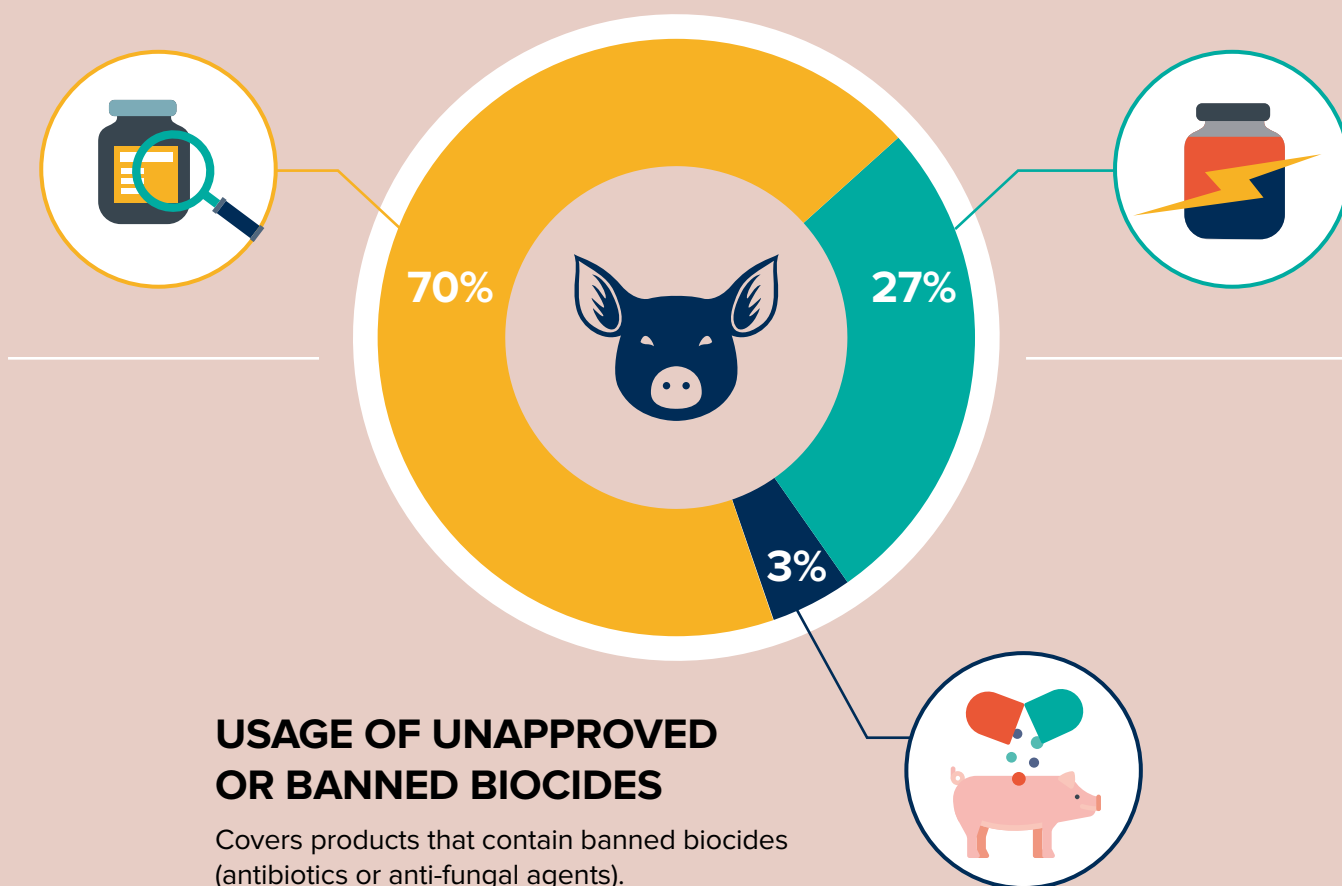 70%
27%
3%
USAGE OF UNAPPROVED
OR BANNED BIOCIDES
Covers products that contain banned biocides
(antibiotics or anti-fungal agents).